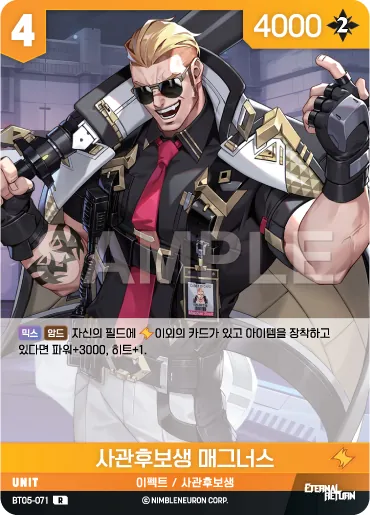 4
4000 2
SAMPLE
믹스 암드 자신의 필드에 이외의 카드가 있고 아이템을 장착하고
있다면 파워+3000, 히트+1.
사관후보생 매그너스
UNIT 이펙트 / 사관후보생
BT05-071 R ⓒ NIMBLENEURON CORP. ETERNAL RETURN